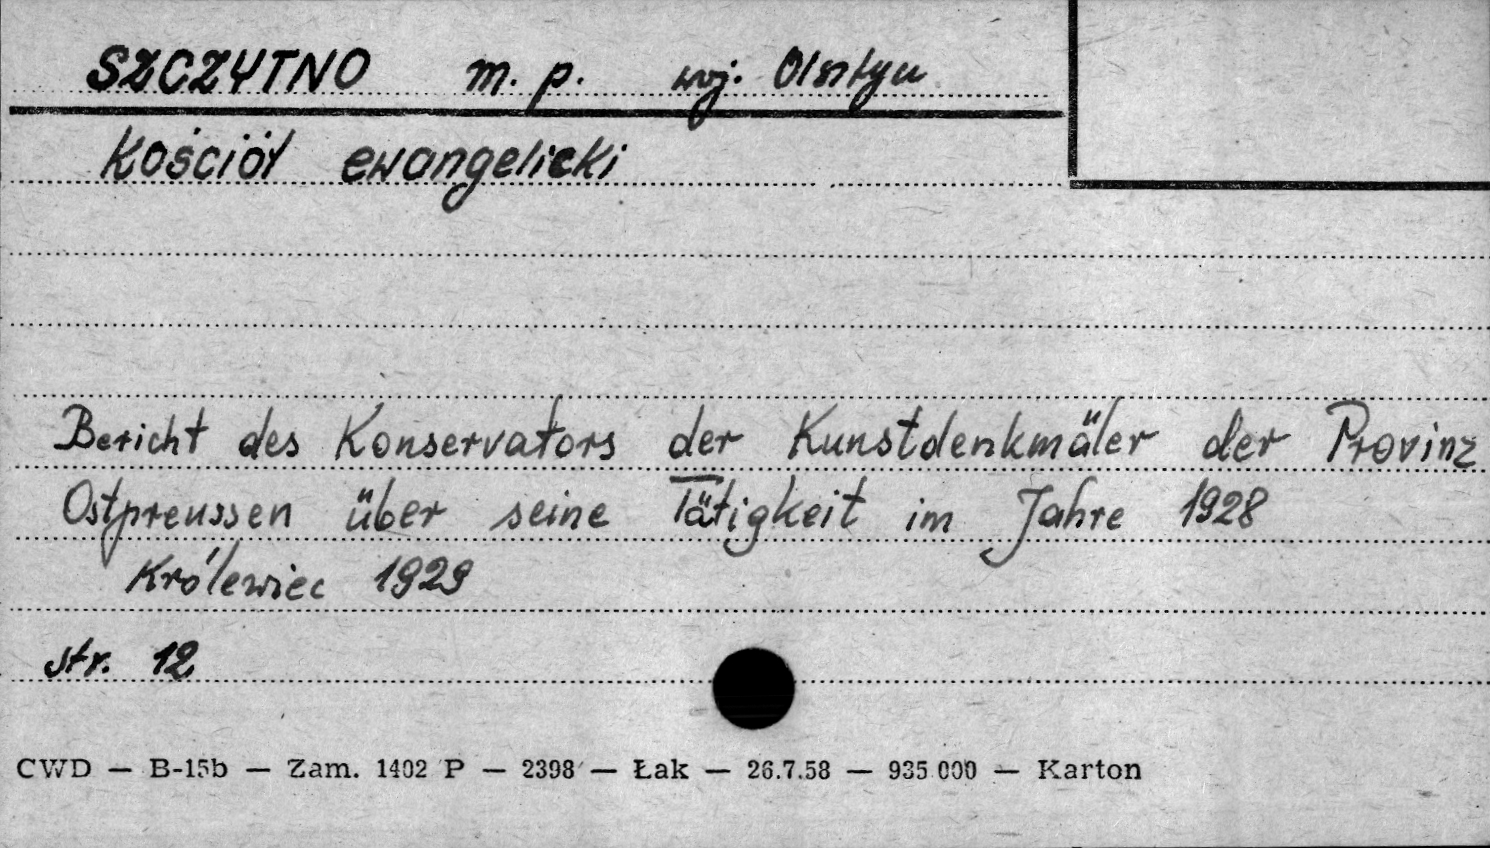 SZCZYTNO m. p. woj. Olsztyn
Kościół ewangelicki
Bericht des Konservators der Kunstdenkmäler der Provinz
Ostpreussen über seine Tätigkeit im Jahre 1928
Królewiec 1929
str. 12
CWD — B-15b — Zam. 1402 P — 2398 — Łak — 26.7.58 — 935 000 — Karton